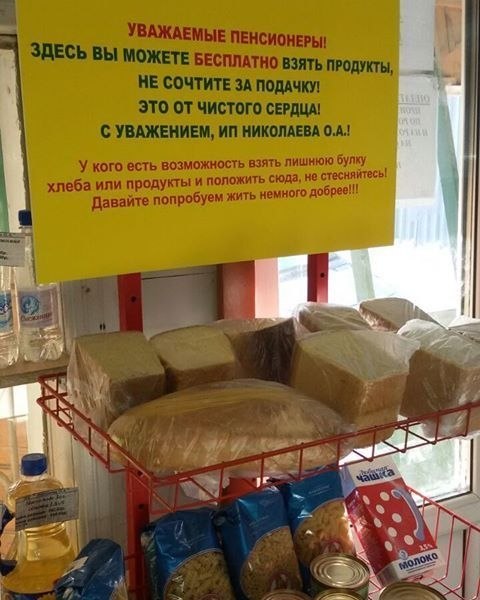 УВАЖАЕМЫЕ ПЕНСИОНЕРЫ!
ЗДЕСЬ ВЫ МОЖЕТЕ БЕСПЛАТНО ВЗЯТЬ ПРОДУКТЫ,
НЕ СОЧТИТЕ ЗА ПОДАЧКУ!
ЭТО ОТ ЧИСТОГО СЕРДЦА!
С УВАЖЕНИЕМ, ИП НИКОЛАЕВА О.А.!
У кого есть возможность взять лишнюю булку
хлеба или продукты и положить сюда, не стесняйтесь!
Давайте попробуем жить немного добрее!!!
чашка
МОЛОКО